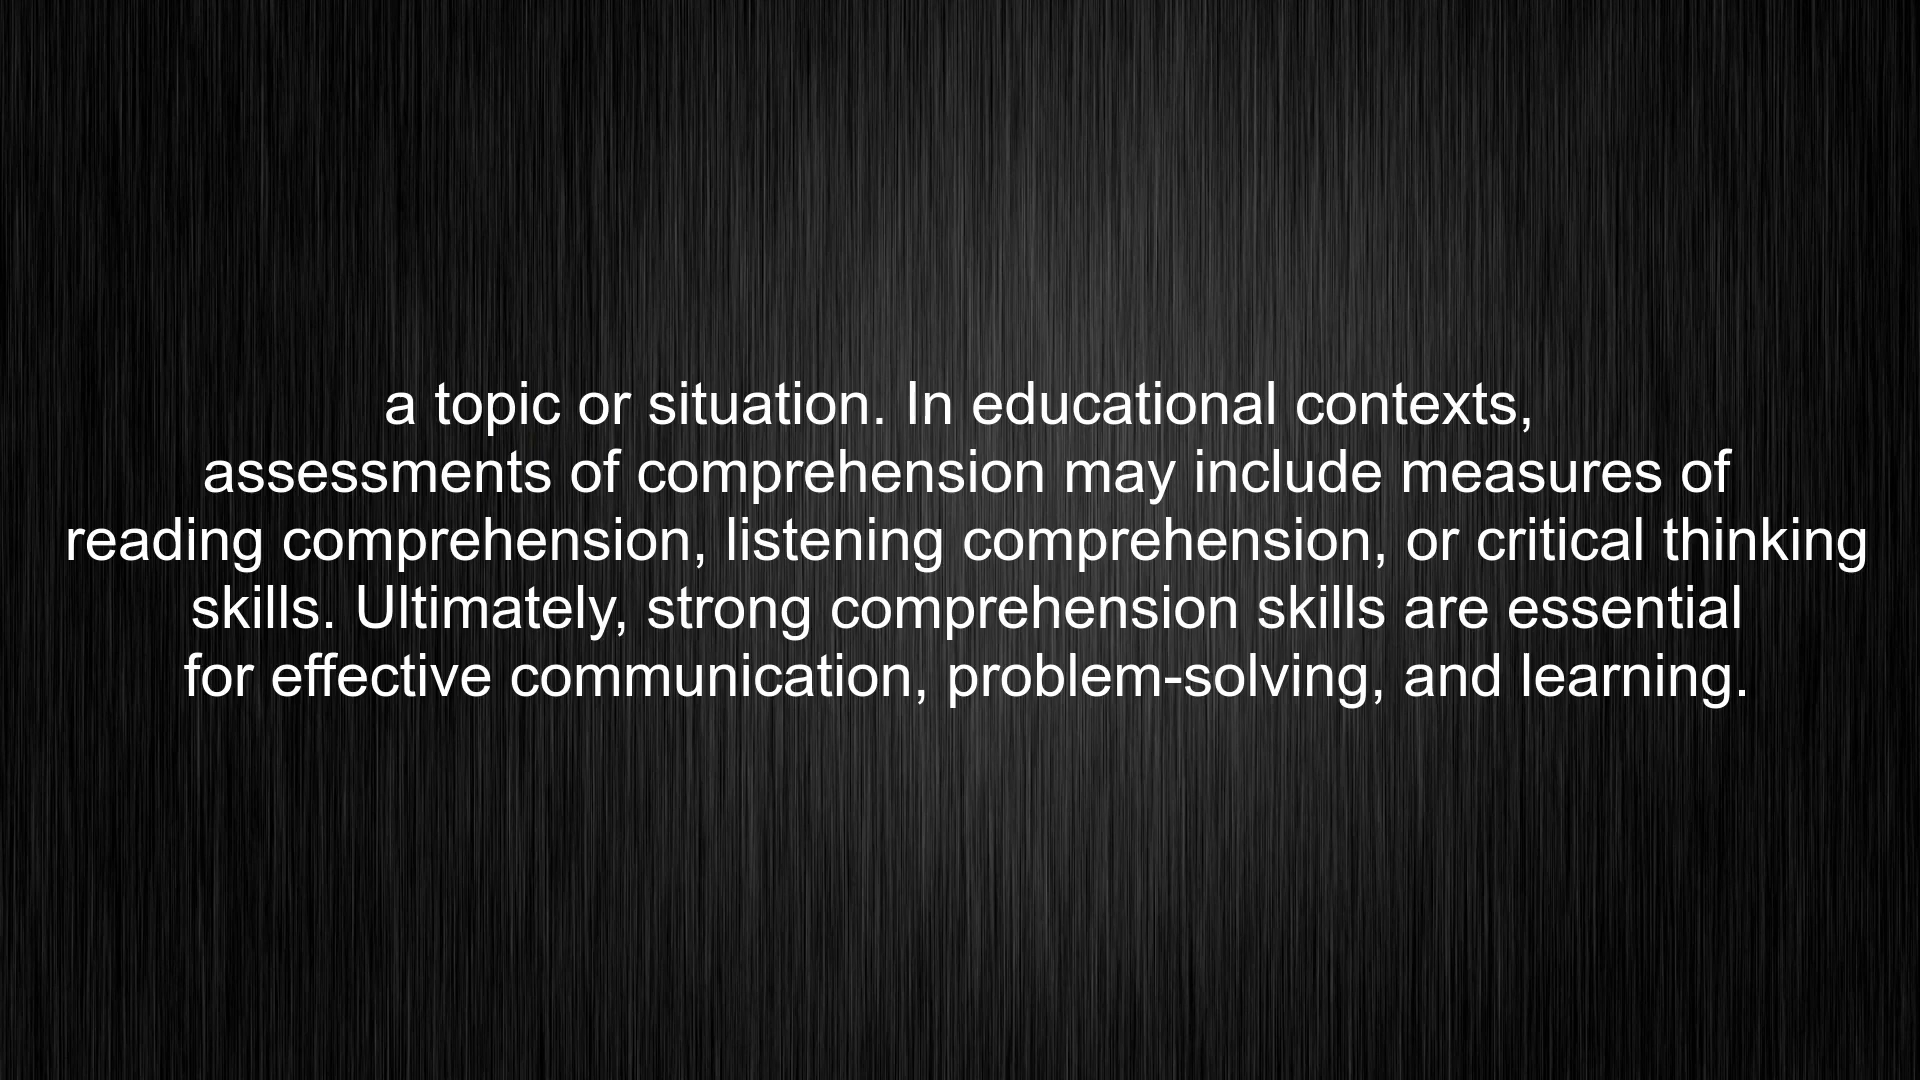 a topic or situation. In educational contexts,
assessments of comprehension may include measures of
reading comprehension, listening comprehension, or critical thinking
skills. Ultimately, strong comprehension skills are essential
for effective communication, problem-solving, and learning.